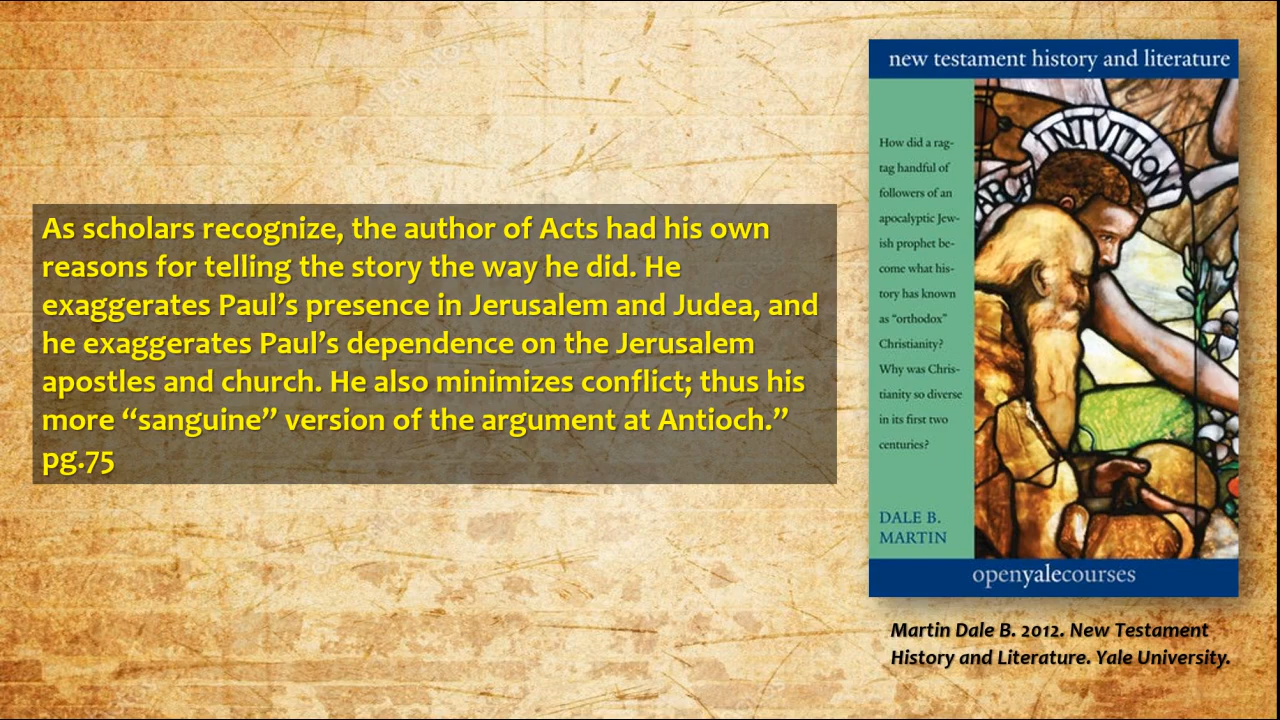 new testament history and literature
How did a rag-
tag handful of
followers of an
apocalyptic Jew-
ish prophet be-
come what his-
tory has known
as “orthodox”
Christianity?
Why was Chris-
tianity so diverse
in its first two
centuries?
DALE B.
MARTIN
INTUITION
openyalecourses
As scholars recognize, the author of Acts had his own
reasons for telling the story the way he did. He
exaggerates Paul’s presence in Jerusalem and Judea, and
he exaggerates Paul’s dependence on the Jerusalem
apostles and church. He also minimizes conflict; thus his
more “sanguine” version of the argument at Antioch.”
pg.75
Martin Dale B. 2012. New Testament
History and Literature. Yale University.